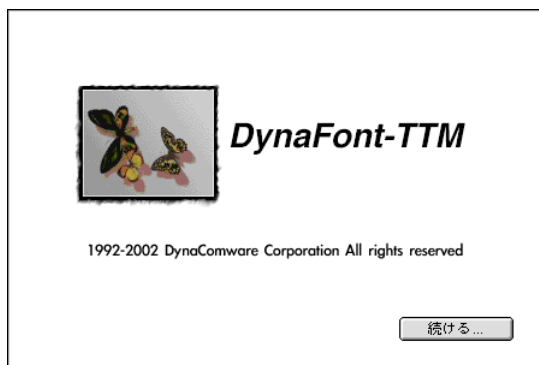 DynaFont-TTM
1992-2002 DynaComware Corporation All rights reserved
続ける...